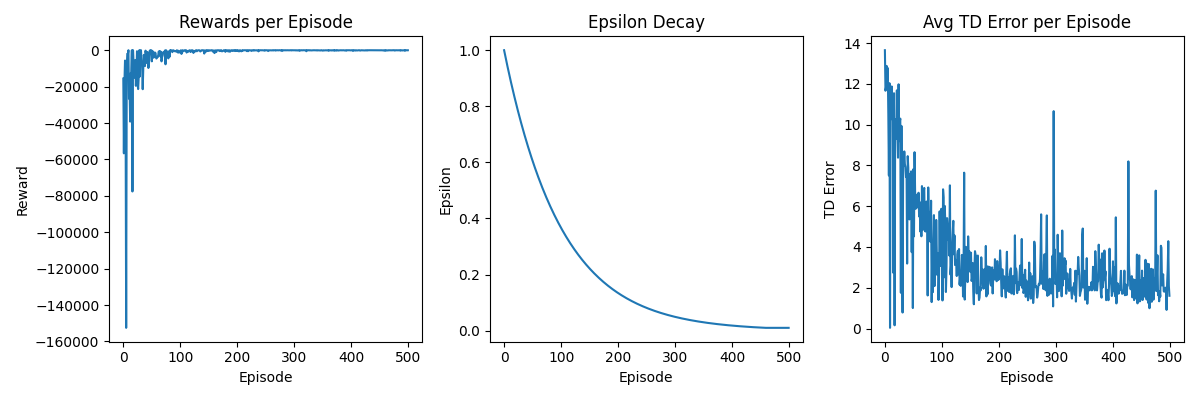 Rewards per Episode
0
−20000
−40000
−60000
−80000
−100000
−120000
−140000
−160000
Reward
0 100 200 300 400 500
Episode
Epsilon Decay
1.0
0.8
0.6
0.4
0.2
0.0
Epsilon
0 100 200 300 400 500
Episode
Avg TD Error per Episode
14
12
10
8
6
4
2
0
TD Error
0 100 200 300 400 500
Episode